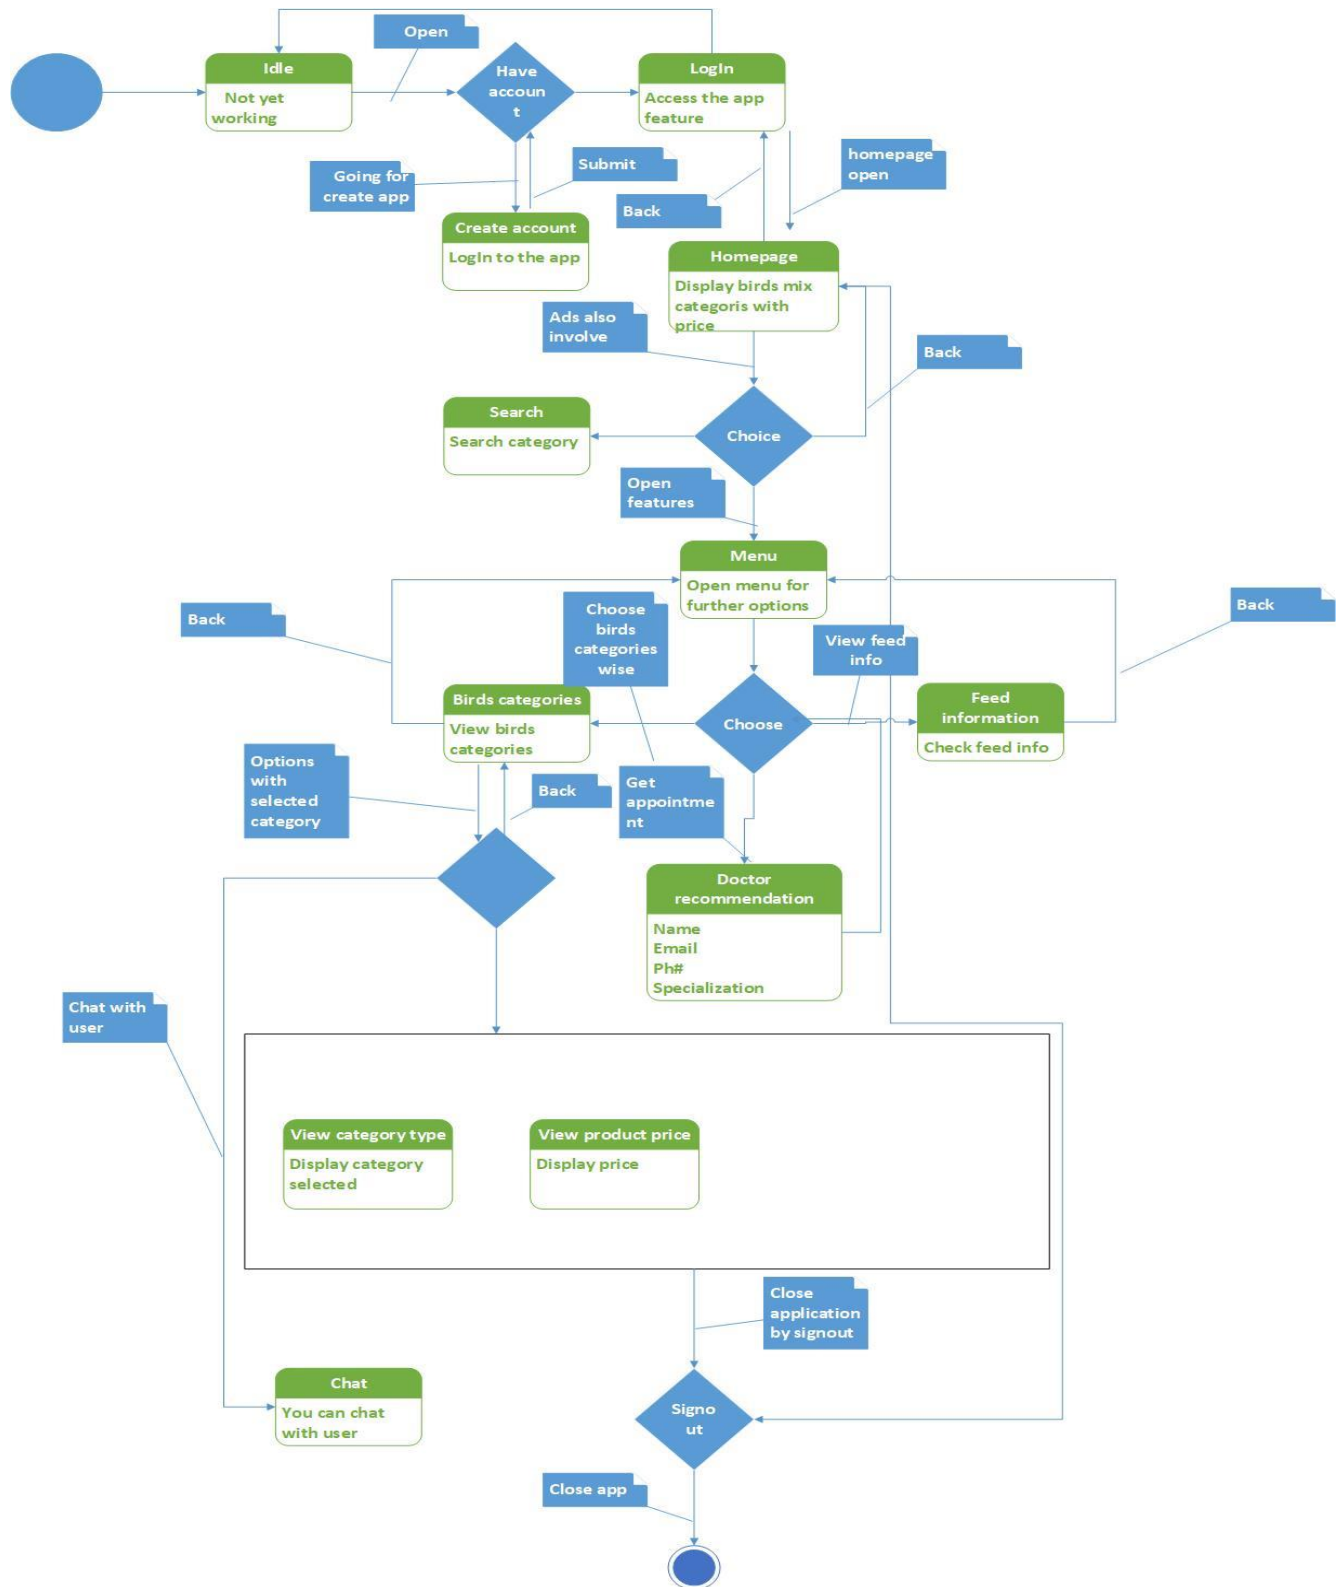 Open
Idle
Not yet
working
Have
accoun
t
LogIn
Access the app
feature
Going for
create app
Submit
Back
homepage
open
Create account
LogIn to the app
Homepage
Display birds mix
categoris with
price
Ads also
involve
Back
Search
Search category
Choice
Open
features
Menu
Open menu for
further options
Back
Choose
birds
categories
wise
View feed
info
Back
Birds categories
View birds
categories
Choose
Feed
information
Check feed info
Options
with
selected
category
Back
Get
appointme
nt
Doctor
recommendation
Name
Email
Ph#
Specialization
Chat with
user
View category type
Display category
selected
View product price
Display price
Close
application
by signout
Chat
You can chat
with user
Signo
ut
Close app